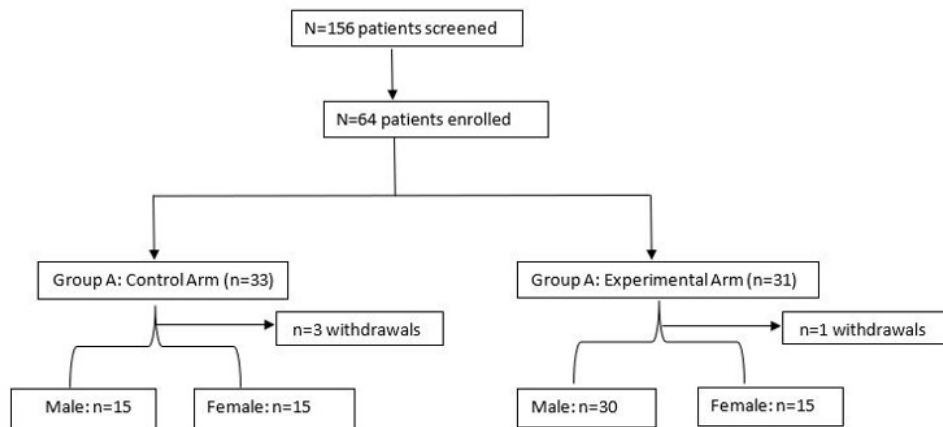 N=156 patients screened
N=64 patients enrolled
Group A: Control Arm (n=33)
Group A: Experimental Arm (n=31)
n=3 withdrawals
n=1 withdrawals
Male: n=15
Female: n=15
Male: n=30
Female: n=15